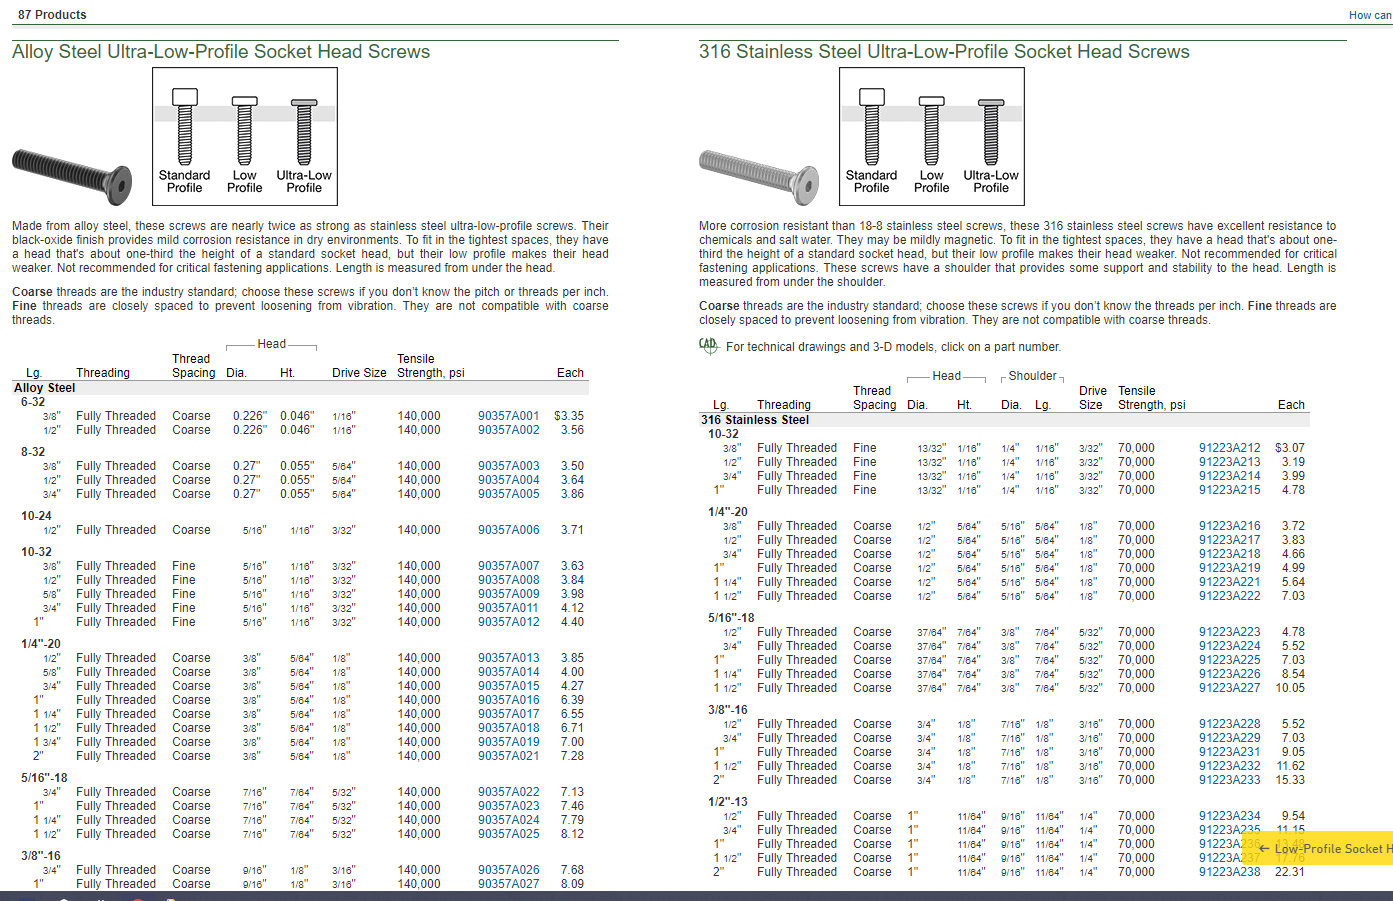 87 Products
How can
Alloy Steel Ultra-Low-Profile Socket Head Screws
Standard Profile
Low Profile
Ultra-Low Profile
Made from alloy steel, these screws are nearly twice as strong as stainless steel ultra-low-profile screws. Their
black-oxide finish provides mild corrosion resistance in dry environments. To fit in the tightest spaces, they have
a head that's about one-third the height of a standard socket head, but their low profile makes their head
weaker. Not recommended for critical fastening applications. Length is measured from under the head.
Coarse threads are the industry standard; choose these screws if you don't know the pitch or threads per inch.
Fine threads are closely spaced to prevent loosening from vibration. They are not compatible with coarse
threads.
Head
Lg. Threading Thread Spacing Dia. Ht. Drive Size Tensile Strength, psi Each
Alloy Steel
6-32
3/8" Fully Threaded Coarse 0.226" 0.046" 1/16" 140,000 90357A001 $3.35
1/2" Fully Threaded Coarse 0.226" 0.046" 1/16" 140,000 90357A002 3.56
8-32
3/8" Fully Threaded Coarse 0.27" 0.055" 5/64" 140,000 90357A003 3.50
1/2" Fully Threaded Coarse 0.27" 0.055" 5/64" 140,000 90357A004 3.64
3/4" Fully Threaded Coarse 0.27" 0.055" 5/64" 140,000 90357A005 3.86
10-24
1/2" Fully Threaded Coarse 5/16" 1/16" 3/32" 140,000 90357A006 3.71
10-32
3/8" Fully Threaded Fine 5/16" 1/16" 3/32" 140,000 90357A007 3.63
1/2" Fully Threaded Fine 5/16" 1/16" 3/32" 140,000 90357A008 3.84
5/8" Fully Threaded Fine 5/16" 1/16" 3/32" 140,000 90357A009 3.98
3/4" Fully Threaded Fine 5/16" 1/16" 3/32" 140,000 90357A011 4.12
1" Fully Threaded Fine 5/16" 1/16" 3/32" 140,000 90357A012 4.40
1/4"-20
1/2" Fully Threaded Coarse 3/8" 5/64" 1/8" 140,000 90357A013 3.85
5/8 Fully Threaded Coarse 3/8" 5/64" 1/8" 140,000 90357A014 4.00
3/4" Fully Threaded Coarse 3/8" 5/64" 1/8" 140,000 90357A015 4.27
1" Fully Threaded Coarse 3/8" 5/64" 1/8" 140,000 90357A016 6.39
1 1/4" Fully Threaded Coarse 3/8" 5/64" 1/8" 140,000 90357A017 6.55
1 1/2" Fully Threaded Coarse 3/8" 5/64" 1/8" 140,000 90357A018 6.71
1 3/4" Fully Threaded Coarse 3/8" 5/64" 1/8" 140,000 90357A019 7.00
2" Fully Threaded Coarse 3/8" 5/64" 1/8" 140,000 90357A021 7.28
5/16"-18
3/4" Fully Threaded Coarse 7/16" 7/64" 5/32" 140,000 90357A022 7.13
1" Fully Threaded Coarse 7/16" 7/64" 5/32" 140,000 90357A023 7.46
1 1/4" Fully Threaded Coarse 7/16" 7/64" 5/32" 140,000 90357A024 7.79
1 1/2" Fully Threaded Coarse 7/16" 7/64" 5/32" 140,000 90357A025 8.12
3/8"-16
3/4" Fully Threaded Coarse 9/16" 1/8" 3/16" 140,000 90357A026 7.68
1" Fully Threaded Coarse 9/16" 1/8" 3/16" 140,000 90357A027 8.09
316 Stainless Steel Ultra-Low-Profile Socket Head Screws
Standard Profile
Low Profile
Ultra-Low Profile
More corrosion resistant than 18-8 stainless steel screws, these 316 stainless steel screws have excellent resistance to
chemicals and salt water. They may be mildly magnetic. To fit in the tightest spaces, they have a head that's about one-
third the height of a standard socket head, but their low profile makes their head weaker. Not recommended for critical
fastening applications. These screws have a shoulder that provides some support and stability to the head. Length is
measured from under the shoulder.
Coarse threads are the industry standard; choose these screws if you don't know the threads per inch. Fine threads are
closely spaced to prevent loosening from vibration. They are not compatible with coarse threads.
CAD For technical drawings and 3-D models, click on a part number.
Head Shoulder
Lg. Threading Thread Spacing Dia. Ht. Dia. Lg. Drive Size Tensile Strength, psi Each
316 Stainless Steel
10-32
3/8" Fully Threaded Fine 13/32" 1/16" 1/4" 1/16" 3/32" 70,000 91223A212 $3.07
1/2" Fully Threaded Fine 13/32" 1/16" 1/4" 1/16" 3/32" 70,000 91223A213 3.19
3/4" Fully Threaded Fine 13/32" 1/16" 1/4" 1/16" 3/32" 70,000 91223A214 3.99
1" Fully Threaded Fine 13/32" 1/16" 1/4" 1/16" 3/32" 70,000 91223A215 4.78
1/4"-20
3/8" Fully Threaded Coarse 1/2" 5/64" 5/16" 5/64" 1/8" 70,000 91223A216 3.72
1/2" Fully Threaded Coarse 1/2" 5/64" 5/16" 5/64" 1/8" 70,000 91223A217 3.83
3/4" Fully Threaded Coarse 1/2" 5/64" 5/16" 5/64" 1/8" 70,000 91223A218 4.66
1" Fully Threaded Coarse 1/2" 5/64" 5/16" 5/64" 1/8" 70,000 91223A219 4.99
1 1/4" Fully Threaded Coarse 1/2" 5/64" 5/16" 5/64" 1/8" 70,000 91223A221 5.64
1 1/2" Fully Threaded Coarse 1/2" 5/64" 5/16" 5/64" 1/8" 70,000 91223A222 7.03
5/16"-18
1/2" Fully Threaded Coarse 37/64" 7/64" 3/8" 7/64" 5/32" 70,000 91223A223 4.78
3/4" Fully Threaded Coarse 37/64" 7/64" 3/8" 7/64" 5/32" 70,000 91223A224 5.52
1" Fully Threaded Coarse 37/64" 7/64" 3/8" 7/64" 5/32" 70,000 91223A225 7.03
1 1/4" Fully Threaded Coarse 37/64" 7/64" 3/8" 7/64" 5/32" 70,000 91223A226 8.54
1 1/2" Fully Threaded Coarse 37/64" 7/64" 3/8" 7/64" 5/32" 70,000 91223A227 10.05
3/8"-16
1/2" Fully Threaded Coarse 3/4" 1/8" 7/16" 1/8" 3/16" 70,000 91223A228 5.52
3/4" Fully Threaded Coarse 3/4" 1/8" 7/16" 1/8" 3/16" 70,000 91223A229 7.03
1" Fully Threaded Coarse 3/4" 1/8" 7/16" 1/8" 3/16" 70,000 91223A231 9.05
1 1/2" Fully Threaded Coarse 3/4" 1/8" 7/16" 1/8" 3/16" 70,000 91223A232 11.62
2" Fully Threaded Coarse 3/4" 1/8" 7/16" 1/8" 3/16" 70,000 91223A233 15.33
1/2"-13
1/2" Fully Threaded Coarse 1" 11/64" 9/16" 11/64" 1/4" 70,000 91223A234 9.54
3/4" Fully Threaded Coarse 1" 11/64" 9/16" 11/64" 1/4" 70,000 91223A235 11.15
1" Fully Threaded Coarse 1" 11/64" 9/16" 11/64" 1/4" 70,000 91223A236
1 1/2" Fully Threaded Coarse 1" 11/64" 9/16" 11/64" 1/4" 70,000 91223A237 17.76
2" Fully Threaded Coarse 1" 11/64" 9/16" 11/64" 1/4" 70,000 91223A238 22.31
← Low-Profile Socket H